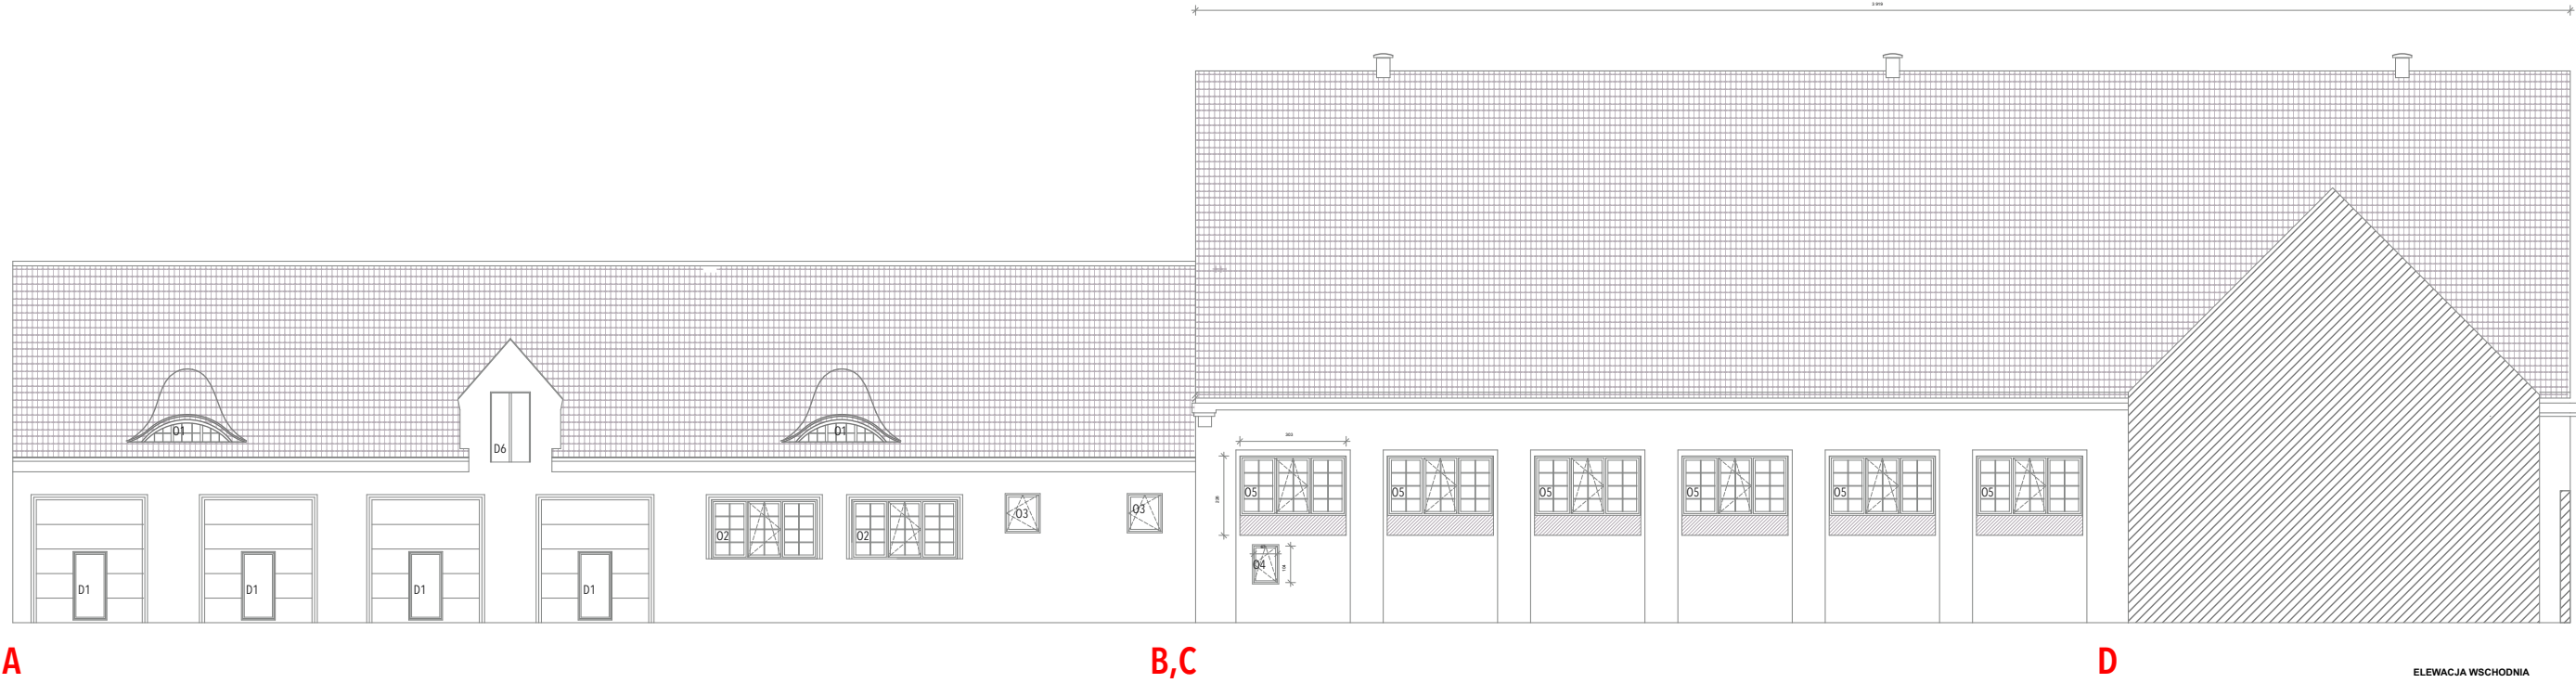 O1
D6
O1
O2
O2
O3
O3
O5
O5
O5
O5
O5
O5
O4
D1
D1
D1
D1
A
B,C
D
ELEWACJA WSCHODNIA